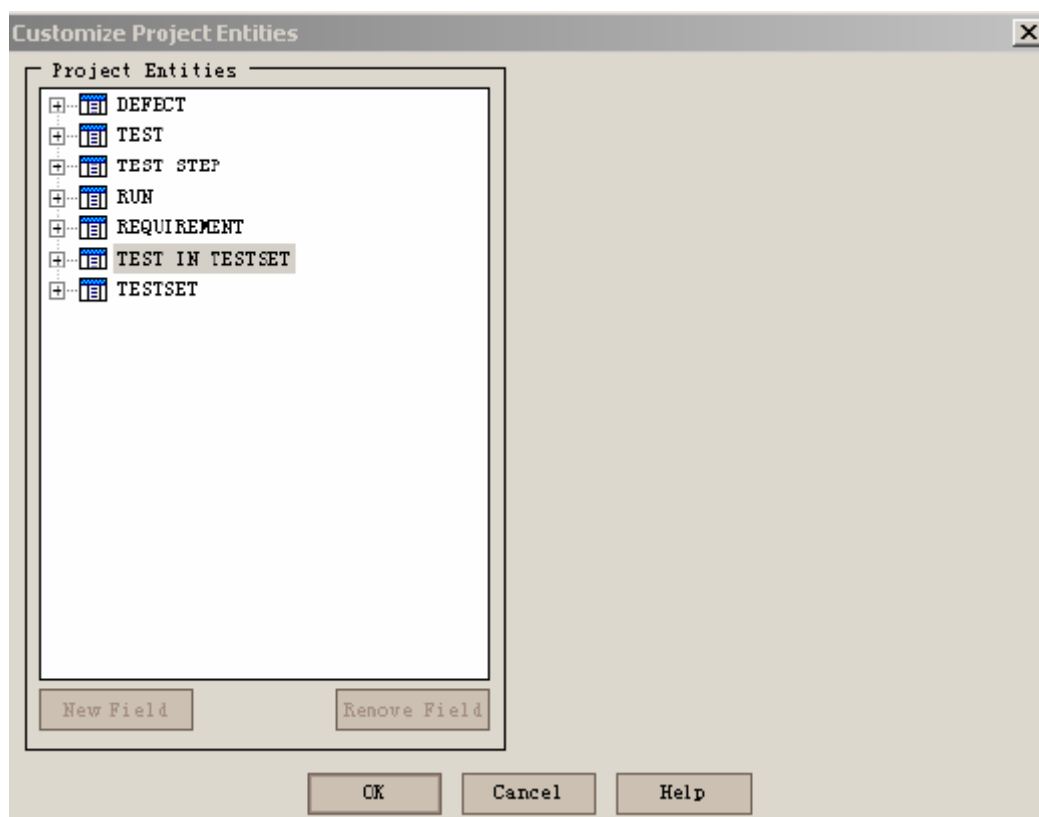 Customize Project Entities
Project Entities
DEFECT
TEST
TEST STEP
RUN
REQUIREMENT
TEST IN TESTSET
TESTSET
New Field Remove Field
OK Cancel Help